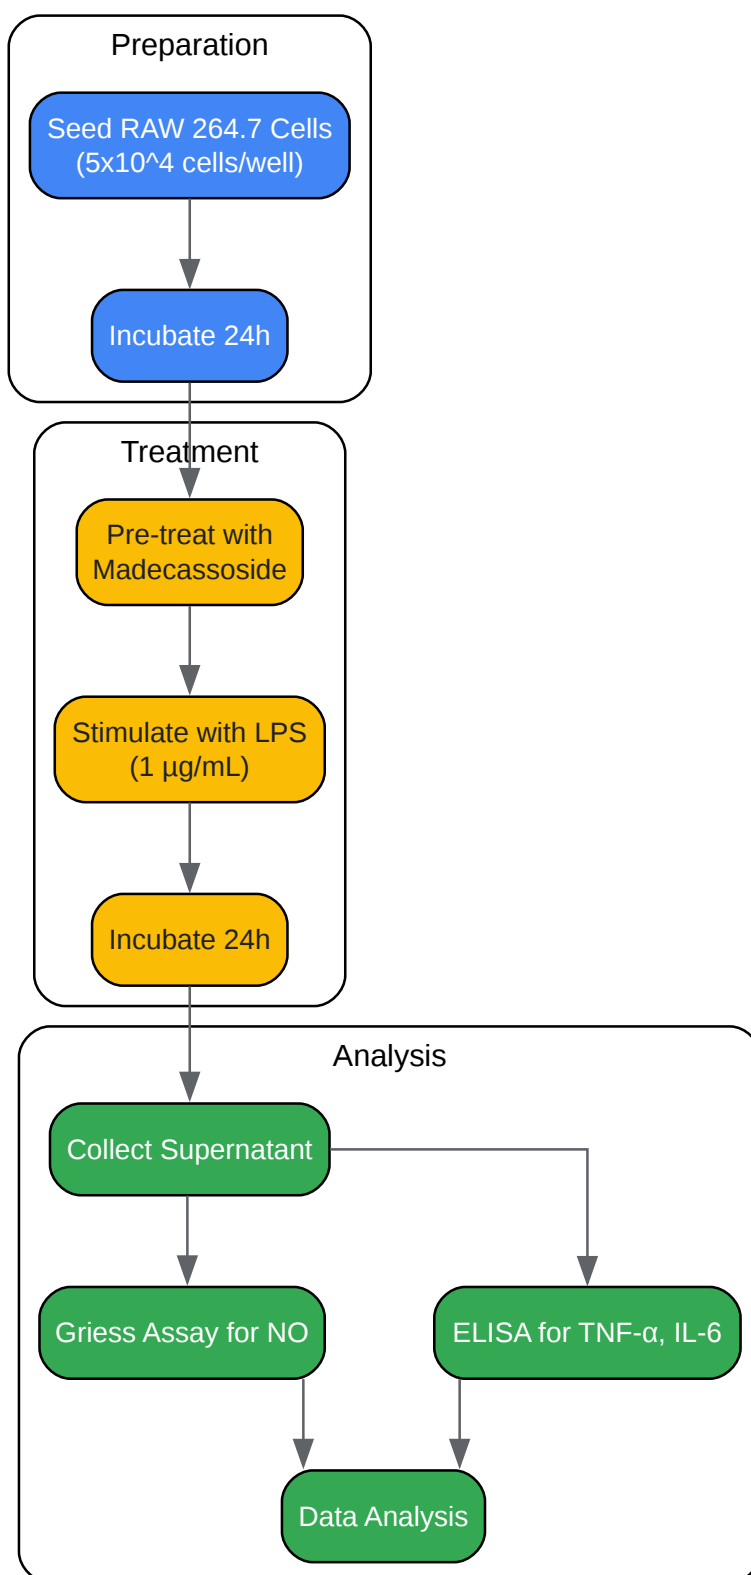 Preparation
Seed RAW 264.7 Cells
(5x10^4 cells/well)
Incubate 24h
Treatment
Pre-treat with
Madecassoside
Stimulate with LPS
(1 µg/mL)
Incubate 24h
Analysis
Collect Supernatant
Griess Assay for NO
ELISA for TNF-α, IL-6
Data Analysis